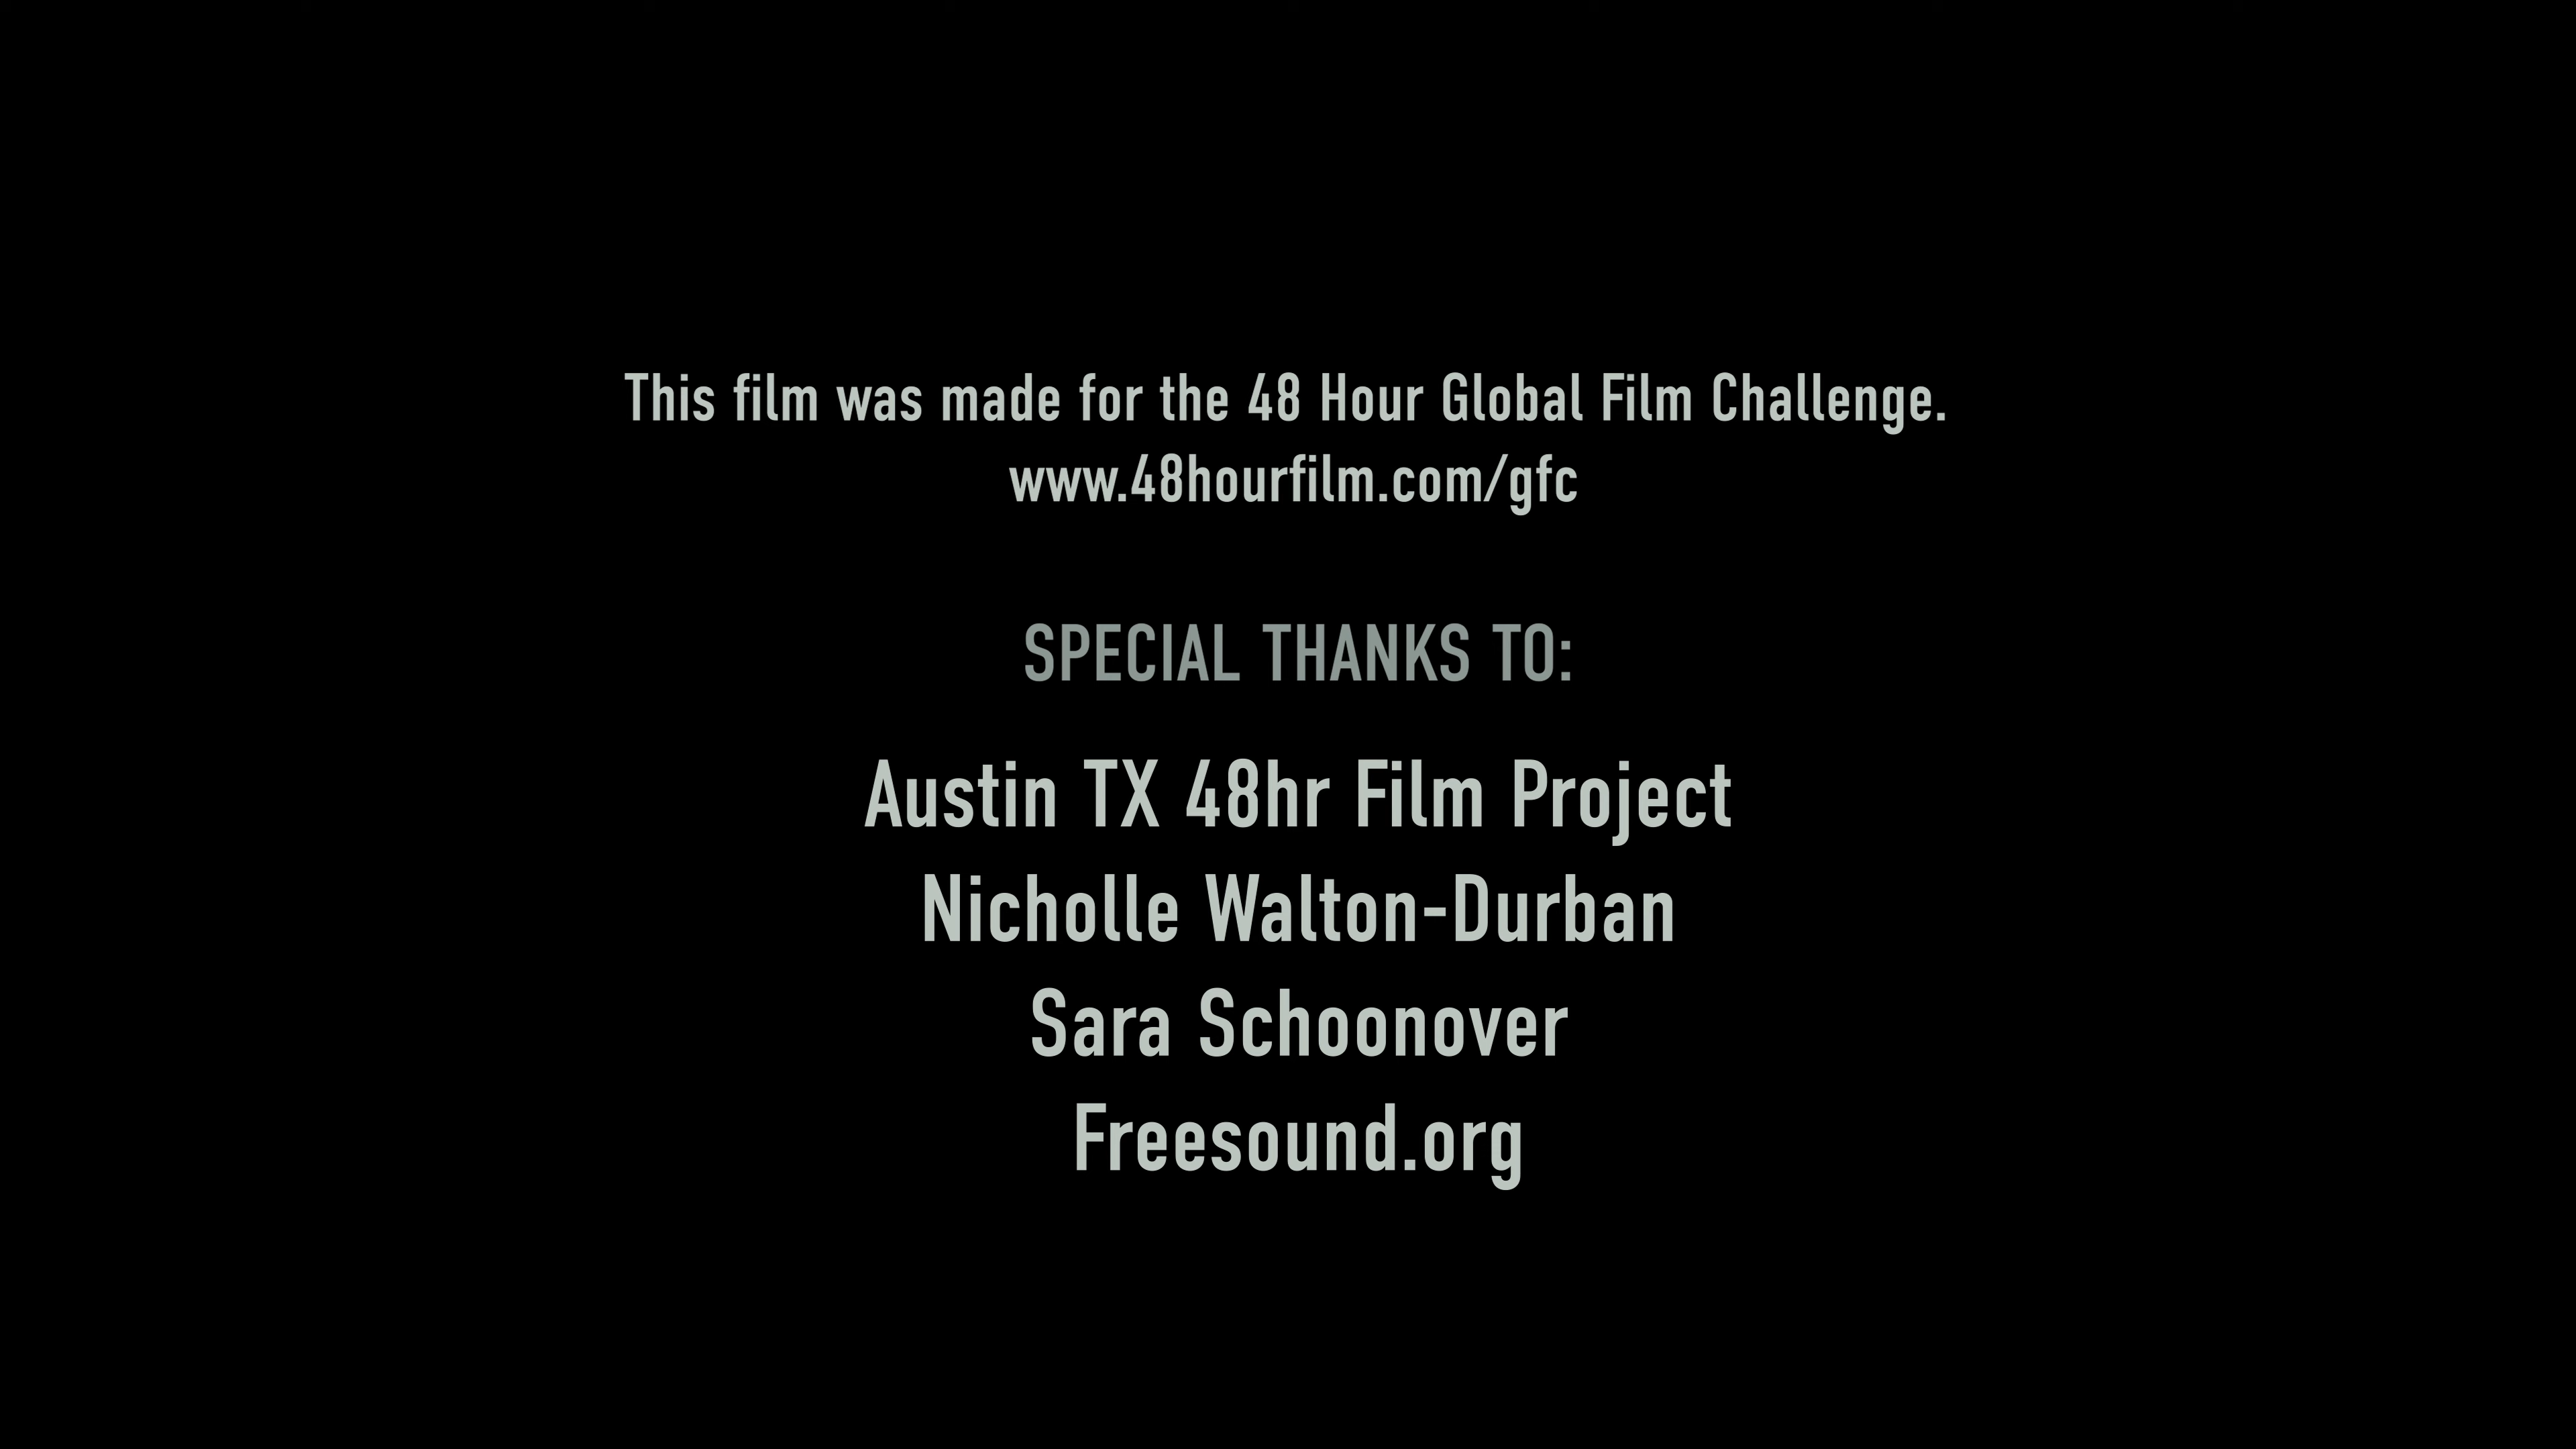 This film was made for the 48 Hour Global Film Challenge.
www.48hourfilm.com/gfc
SPECIAL THANKS TO:
Austin TX 48hr Film Project
Nicholle Walton-Durban
Sara Schoonover
Freesound.org